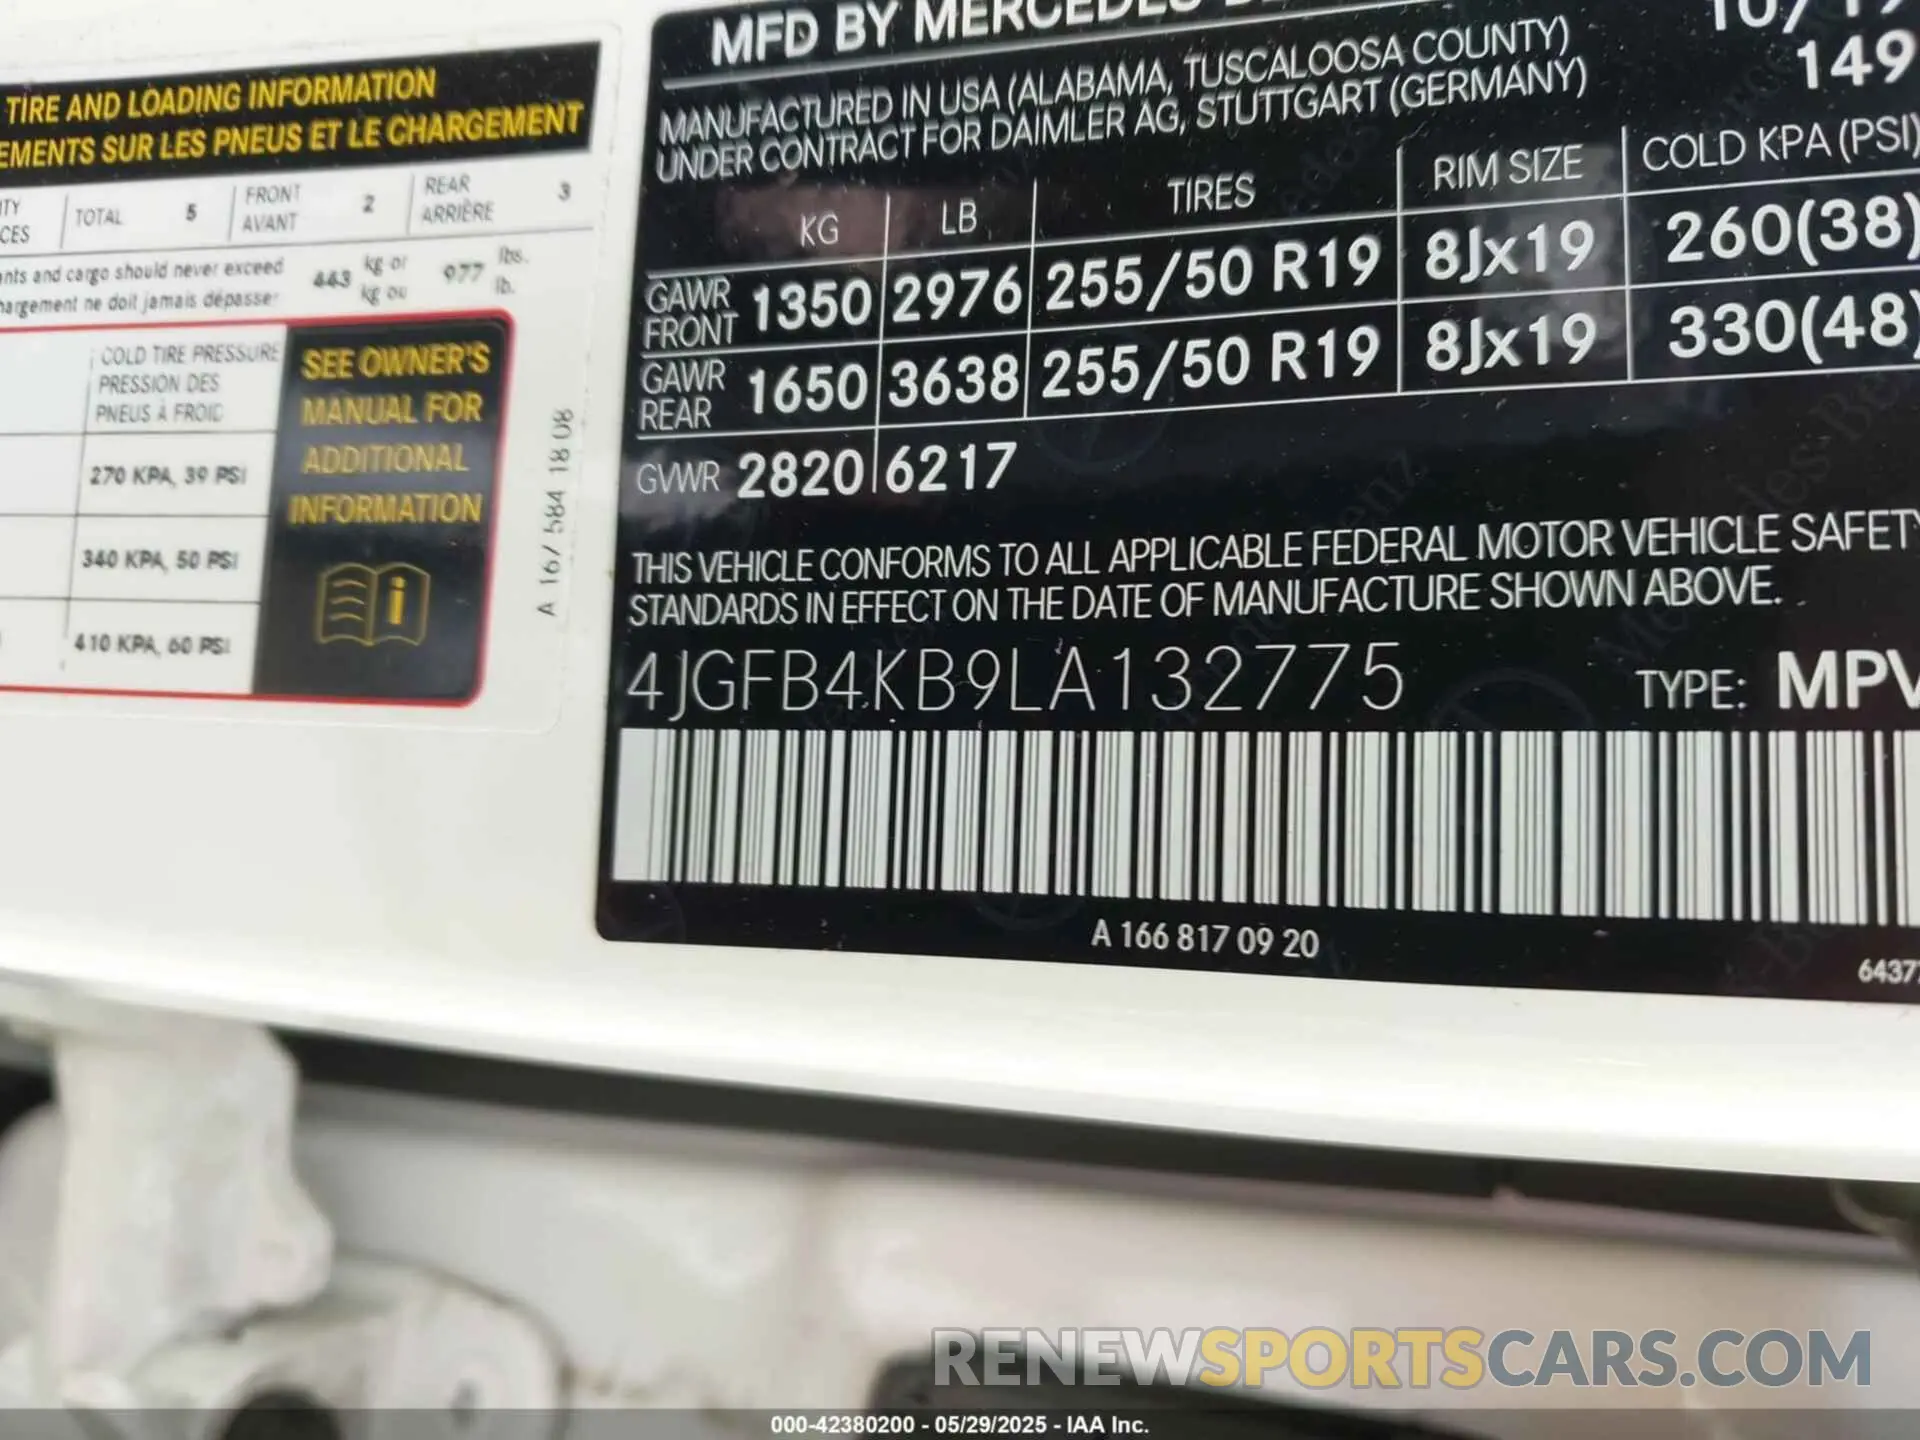 TIRE AND LOADING INFORMATION
EMENTS SUR LES PNEUS ET LE CHARGEMENT
ITY
CES
TOTAL 5
FRONT
AVANT
2
REAR
ARRIÈRE
3
ants and cargo should never exceed
hargement ne doit jamais dépasser
443
kg or
kg ou
977
lbs.
lb.
COLD TIRE PRESSURE
PRESSION DES
PNEUS À FROID
270 KPA, 39 PSI
340 KPA, 50 PSI
410 KPA, 60 PSI
SEE OWNER'S
MANUAL FOR
ADDITIONAL
INFORMATION
A 167 584 18 08
MFD BY MERCEDES
10/19
MANUFACTURED IN USA (ALABAMA, TUSCALOOSA COUNTY)
UNDER CONTRACT FOR DAIMLER AG, STUTTGART (GERMANY)
149
KG LB TIRES RIM SIZE COLD KPA (PSI)
GAWR
FRONT
1350 2976 255/50 R19 8Jx19 260(38)
GAWR
REAR
1650 3638 255/50 R19 8Jx19 330(48)
GVWR 2820 6217
THIS VEHICLE CONFORMS TO ALL APPLICABLE FEDERAL MOTOR VEHICLE SAFETY
STANDARDS IN EFFECT ON THE DATE OF MANUFACTURE SHOWN ABOVE.
4JGFB4KB9LA132775
TYPE: MPV
A 166 817 09 20
6437
RENEWSPORTSCARS.COM
000-42380200 - 05/29/2025 - IAA Inc.